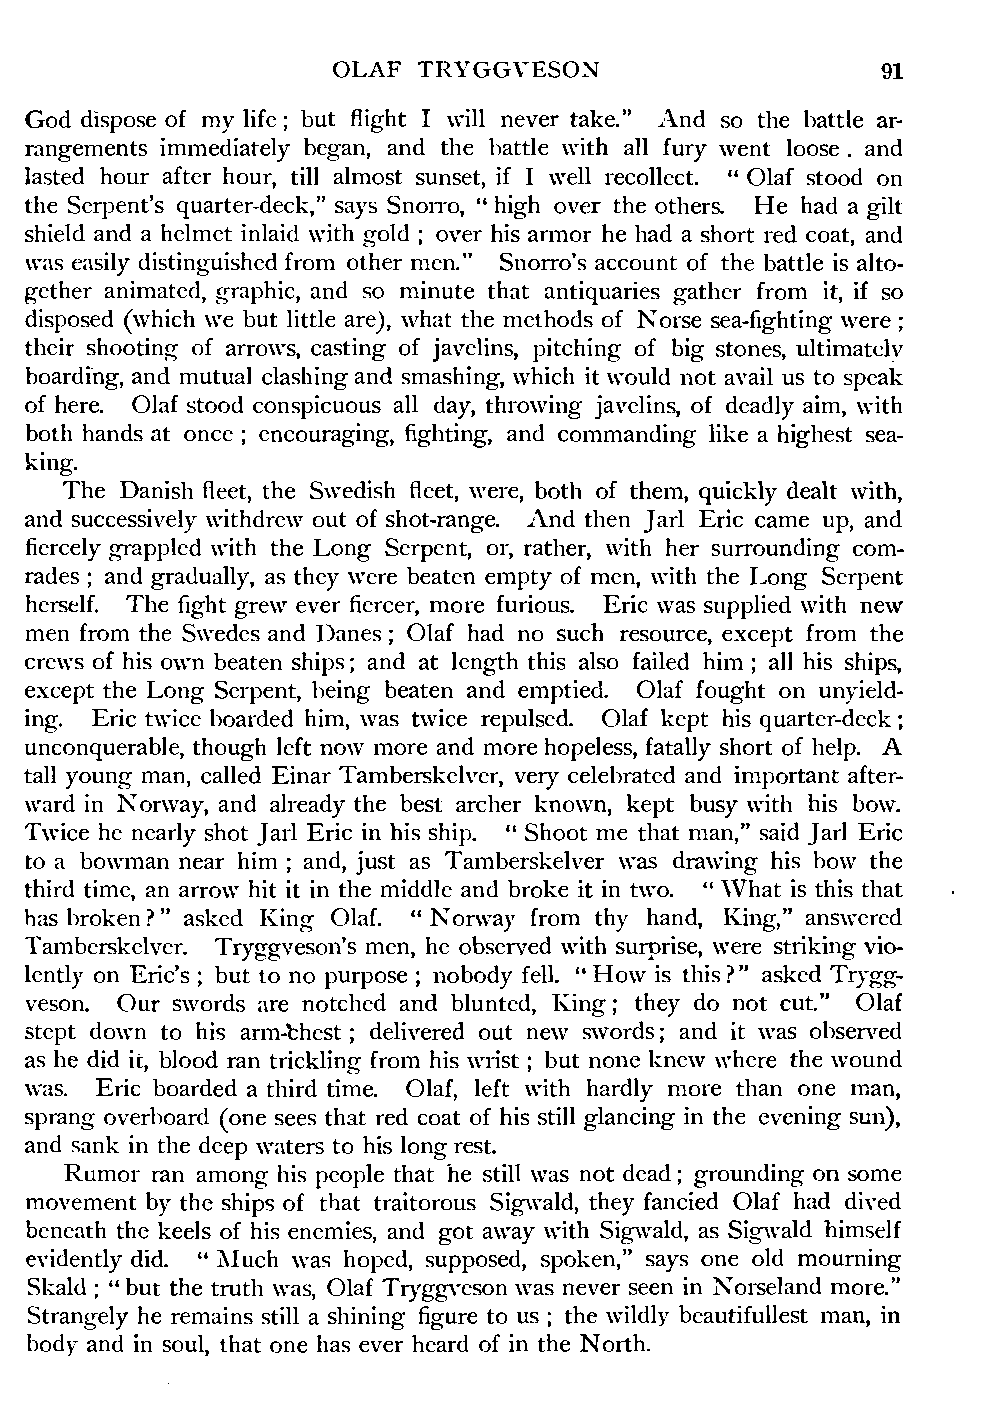 OLAF TRYGGVESON 91
God dispose of my life ; but flight I will never take.” And so the battle ar-
rangements immediately began, and the battle with all fury went loose . and
lasted hour after hour, till almost sunset, if I well recollect. “ Olaf stood on
the Serpent’s quarter-deck,” says Snorro, “ high over the others. He had a gilt
shield and a helmet inlaid with gold ; over his armor he had a short red coat, and
was easily distinguished from other men.” Snorro’s account of the battle is alto-
gether animated, graphic, and so minute that antiquaries gather from it, if so
disposed (which we but little are), what the methods of Norse sea-fighting were ;
their shooting of arrows, casting of javelins, pitching of big stones, ultimately
boarding, and mutual clashing and smashing, which it would not avail us to speak
of here. Olaf stood conspicuous all day, throwing javelins, of deadly aim, with
both hands at once ; encouraging, fighting, and commanding like a highest sea-
king.
The Danish fleet, the Swedish fleet, were, both of them, quickly dealt with,
and successively withdrew out of shot-range. And then Jarl Eric came up, and
fiercely grappled with the Long Serpent, or, rather, with her surrounding com-
rades ; and gradually, as they were beaten empty of men, with the Long Serpent
herself. The fight grew ever fiercer, more furious. Eric was supplied with new
men from the Swedes and Danes ; Olaf had no such resource, except from the
crews of his own beaten ships ; and at length this also failed him ; all his ships,
except the Long Serpent, being beaten and emptied. Olaf fought on unyield-
ing. Eric twice boarded him, was twice repulsed. Olaf kept his quarter-deck ;
unconquerable, though left now more and more hopeless, fatally short of help. A
tall young man, called Einar Tamberskelver, very celebrated and important after-
ward in Norway, and already the best archer known, kept busy with his bow.
Twice he nearly shot Jarl Eric in his ship. “ Shoot me that man,” said Jarl Eric
to a bowman near him ; and, just as Tamberskelver was drawing his bow the
third time, an arrow hit it in the middle and broke it in two. “ What is this that
has broken ? ” asked King Olaf. “ Norway from thy hand, King,” answered
Tamberskelver. Tryggveson’s men, he observed with surprise, were striking vio-
lently on Eric’s ; but to no purpose ; nobody fell. “ How is this ? ” asked Trygg-
veson. Our swords are notched and blunted, King ; they do not cut.” Olaf
stept down to his arm-chest ; delivered out new swords ; and it was observed
as he did it, blood ran trickling from his wrist ; but none knew where the wound
was. Eric boarded a third time. Olaf, left with hardly more than one man,
sprang overboard (one sees that red coat of his still glancing in the evening sun),
and sank in the deep waters to his long rest.
Rumor ran among his people that he still was not dead ; grounding on some
movement by the ships of that traitorous Sigwald, they fancied Olaf had dived
beneath the keels of his enemies, and got away with Sigwald, as Sigwald himself
evidently did. “ Much was hoped, supposed, spoken,” says one old mourning
Skald ; “ but the truth was, Olaf Tryggveson was never seen in Norseland more.”
Strangely he remains still a shining figure to us ; the wildly beautifullest man, in
body and in soul, that one has ever heard of in the North.